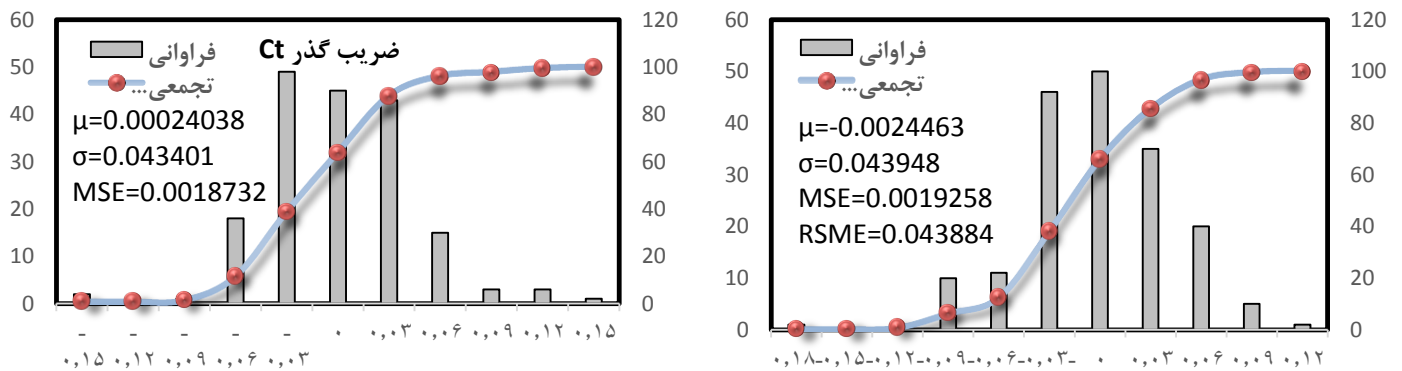 ضریب گذر Ct
فراوانی
تجمعی...
μ=0.00024038
σ=0.043401
MSE=0.0018732
60
50
40
30
20
10
0
120
100
80
60
40
20
0
-۰,۱۵ -۰,۱۲ -۰,۰۹ -۰,۰۶ -۰,۰۳ ۰ ۰,۰۳ ۰,۰۶ ۰,۰۹ ۰,۱۲ ۰,۱۵
فراوانی
تجمعی...
μ=-0.0024463
σ=0.043948
MSE=0.0019258
RSME=0.043884
60
50
40
30
20
10
0
120
100
80
60
40
20
0
۰,۱۸-۰,۱۵-۰,۱۲-۰,۰۹-۰,۰۶-۰,۰۳- ۰ ۰,۰۳ ۰,۰۶ ۰,۰۹ ۰,۱۲